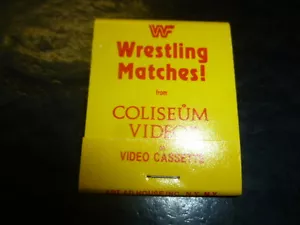 WF
Wrestling
Matches!
from
COLISEUM
VIDEO
VIDEO CASSETTE